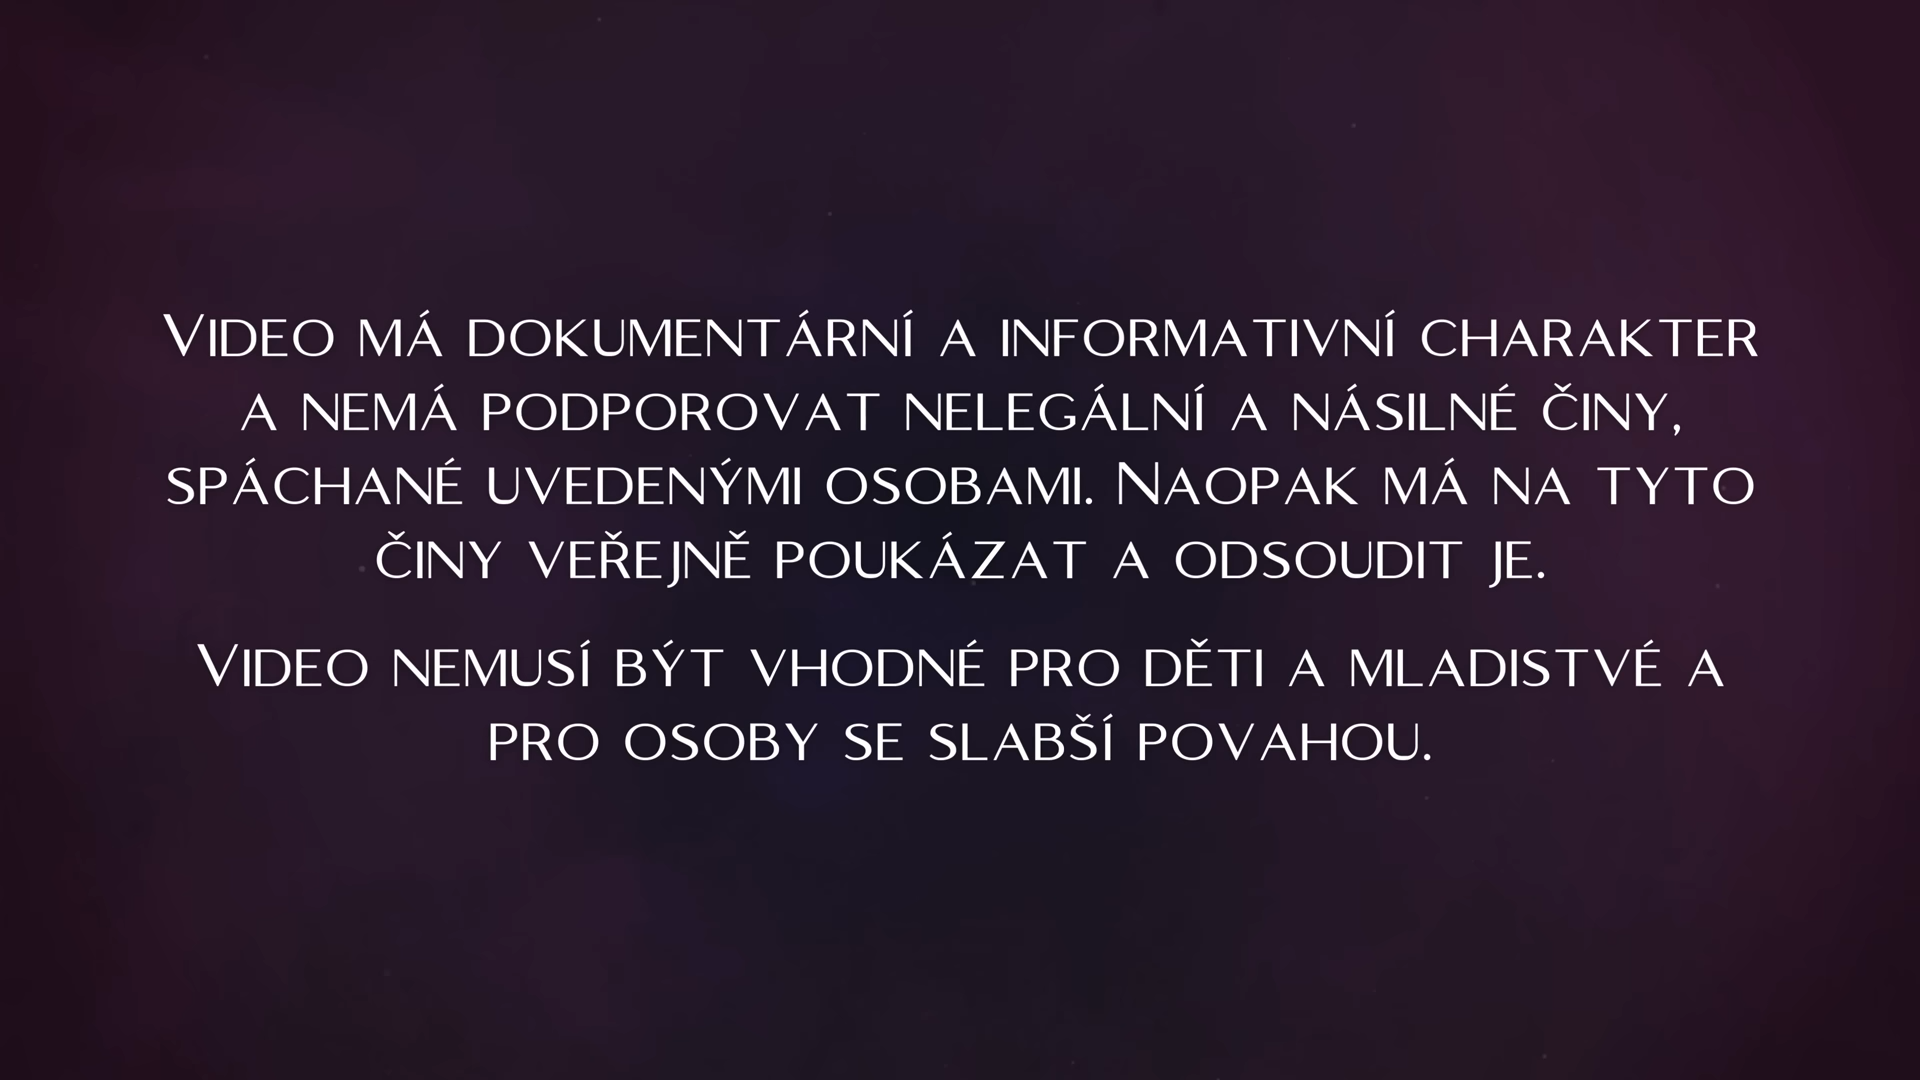 Video má dokumentární a informativní charakter
a nemá podporovat nelegální a násilné činy,
spáchané uvedenými osobami. Naopak má na tyto
činy veřejně poukázat a odsoudit je.
Video nemusí být vhodné pro děti a mladistvé a
pro osoby se slabší povahou.